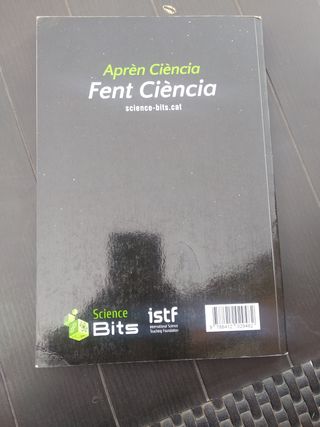 Aprèn Ciència
Fent Ciència
science-bits.cat
Science
Bits
istf
International Science
Teaching Foundation